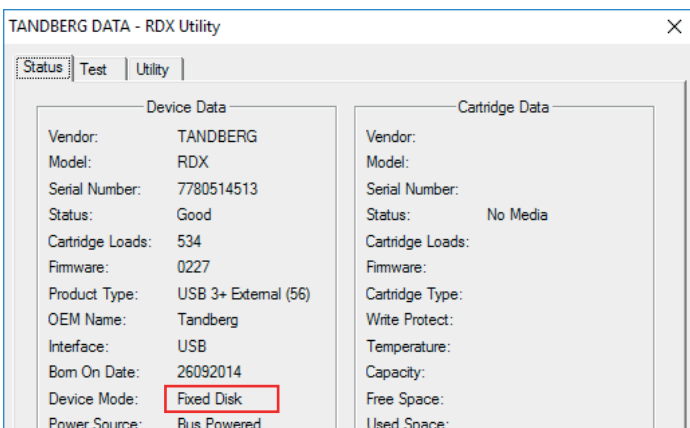 TANDBERG DATA - RDX Utility
Status Test Utility
Device Data
Vendor: TANDBERG
Model: RDX
Serial Number: 7780514513
Status: Good
Cartridge Loads: 534
Firmware: 0227
Product Type: USB 3+ External (56)
OEM Name: Tandberg
Interface: USB
Born On Date: 26092014
Device Mode: Fixed Disk
Power Source: Bus Powered
Cartridge Data
Vendor:
Model:
Serial Number:
Status: No Media
Cartridge Loads:
Firmware:
Cartridge Type:
Write Protect:
Temperature:
Capacity:
Free Space:
Used Space: